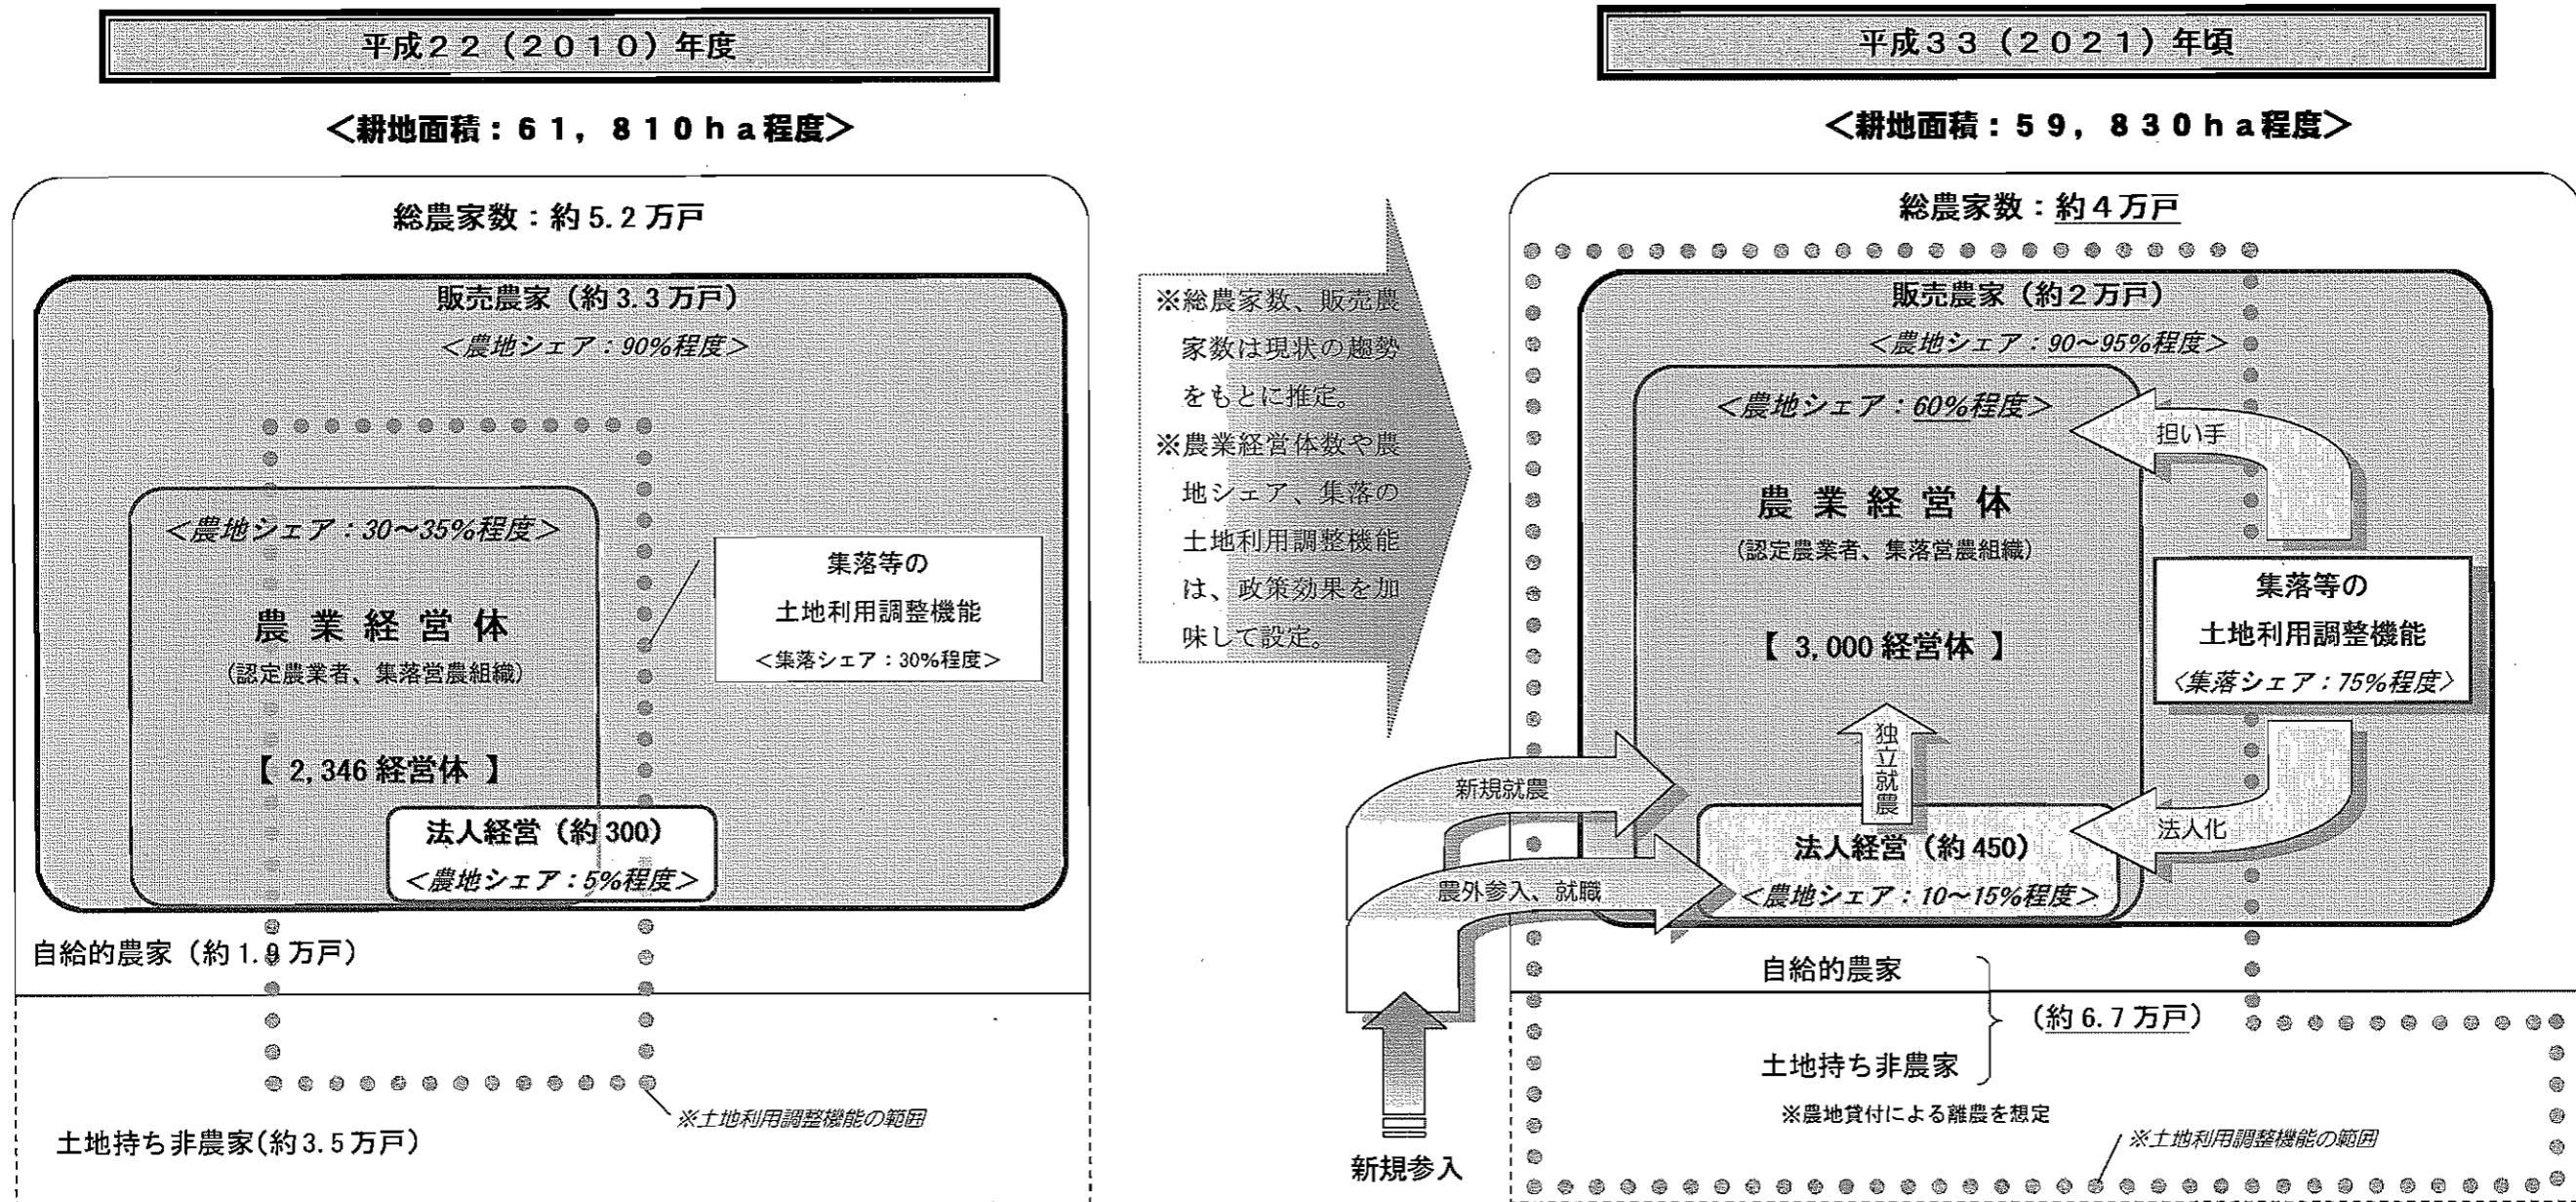 平成22（2010）年度
＜耕地面積：61，810ha程度＞
総農家数：約5.2万戸
販売農家（約3.3万戸）
＜農地シェア：90%程度＞
＜農地シェア：30～35%程度＞
農業経営体
（認定農業者、集落営農組織）
【 2,346経営体 】
法人経営（約300）
＜農地シェア：5%程度＞
集落等の
土地利用調整機能
＜集落シェア：30%程度＞
自給的農家（約1.9万戸）
土地持ち非農家（約3.5万戸）
※土地利用調整機能の範囲
※総農家数、販売農
家数は現状の趨勢
をもとに推定。
※農業経営体数や農
地シェア、集落の
土地利用調整機能
は、政策効果を加
味して設定。
平成33（2021）年頃
＜耕地面積：59，830ha程度＞
総農家数：約4万戸
販売農家（約2万戸）
＜農地シェア：90～95%程度＞
＜農地シェア：60%程度＞
担い手
農業経営体
（認定農業者、集落営農組織）
【 3,000経営体 】
集落等の
土地利用調整機能
＜集落シェア：75%程度＞
独立就農
新規就農
法人経営（約450）
法人化
農外参入、就職
＜農地シェア：10～15%程度＞
自給的農家
（約6.7万戸）
土地持ち非農家
※農地貸付による離農を想定
※土地利用調整機能の範囲
新規参入